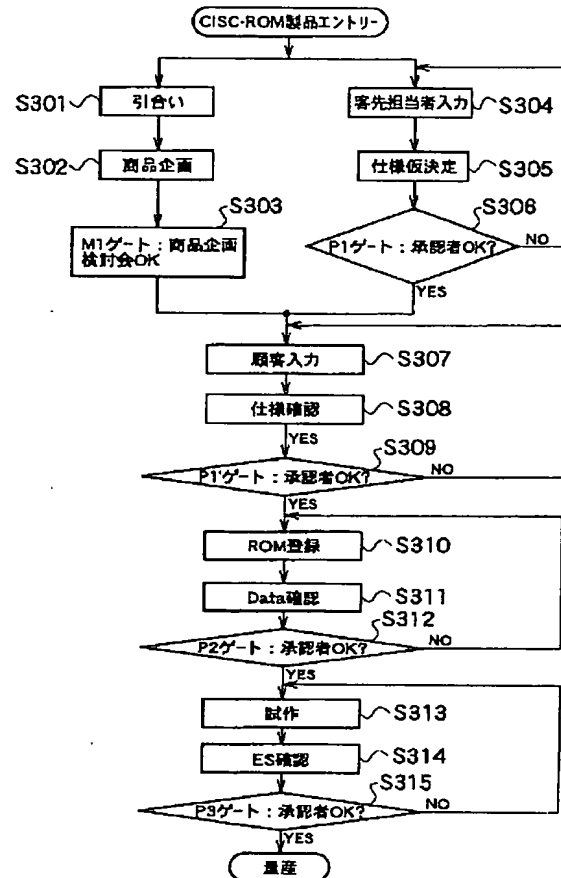 CISC-ROM製品エントリー
S301
引合い
客先担当者入力
S304
S302
商品企画
仕様仮決定
S305
S303
M1ゲート：商品企画
検討会OK
S306
P1ゲート：承認者OK?
NO
YES
顧客入力
S307
仕様確認
S308
YES
S309
P1'ゲート：承認者OK?
NO
YES
ROM登録
S310
Data確認
S311
S312
P2ゲート：承認者OK?
NO
YES
試作
S313
ES確認
S314
S315
P3ゲート：承認者OK?
NO
YES
量産